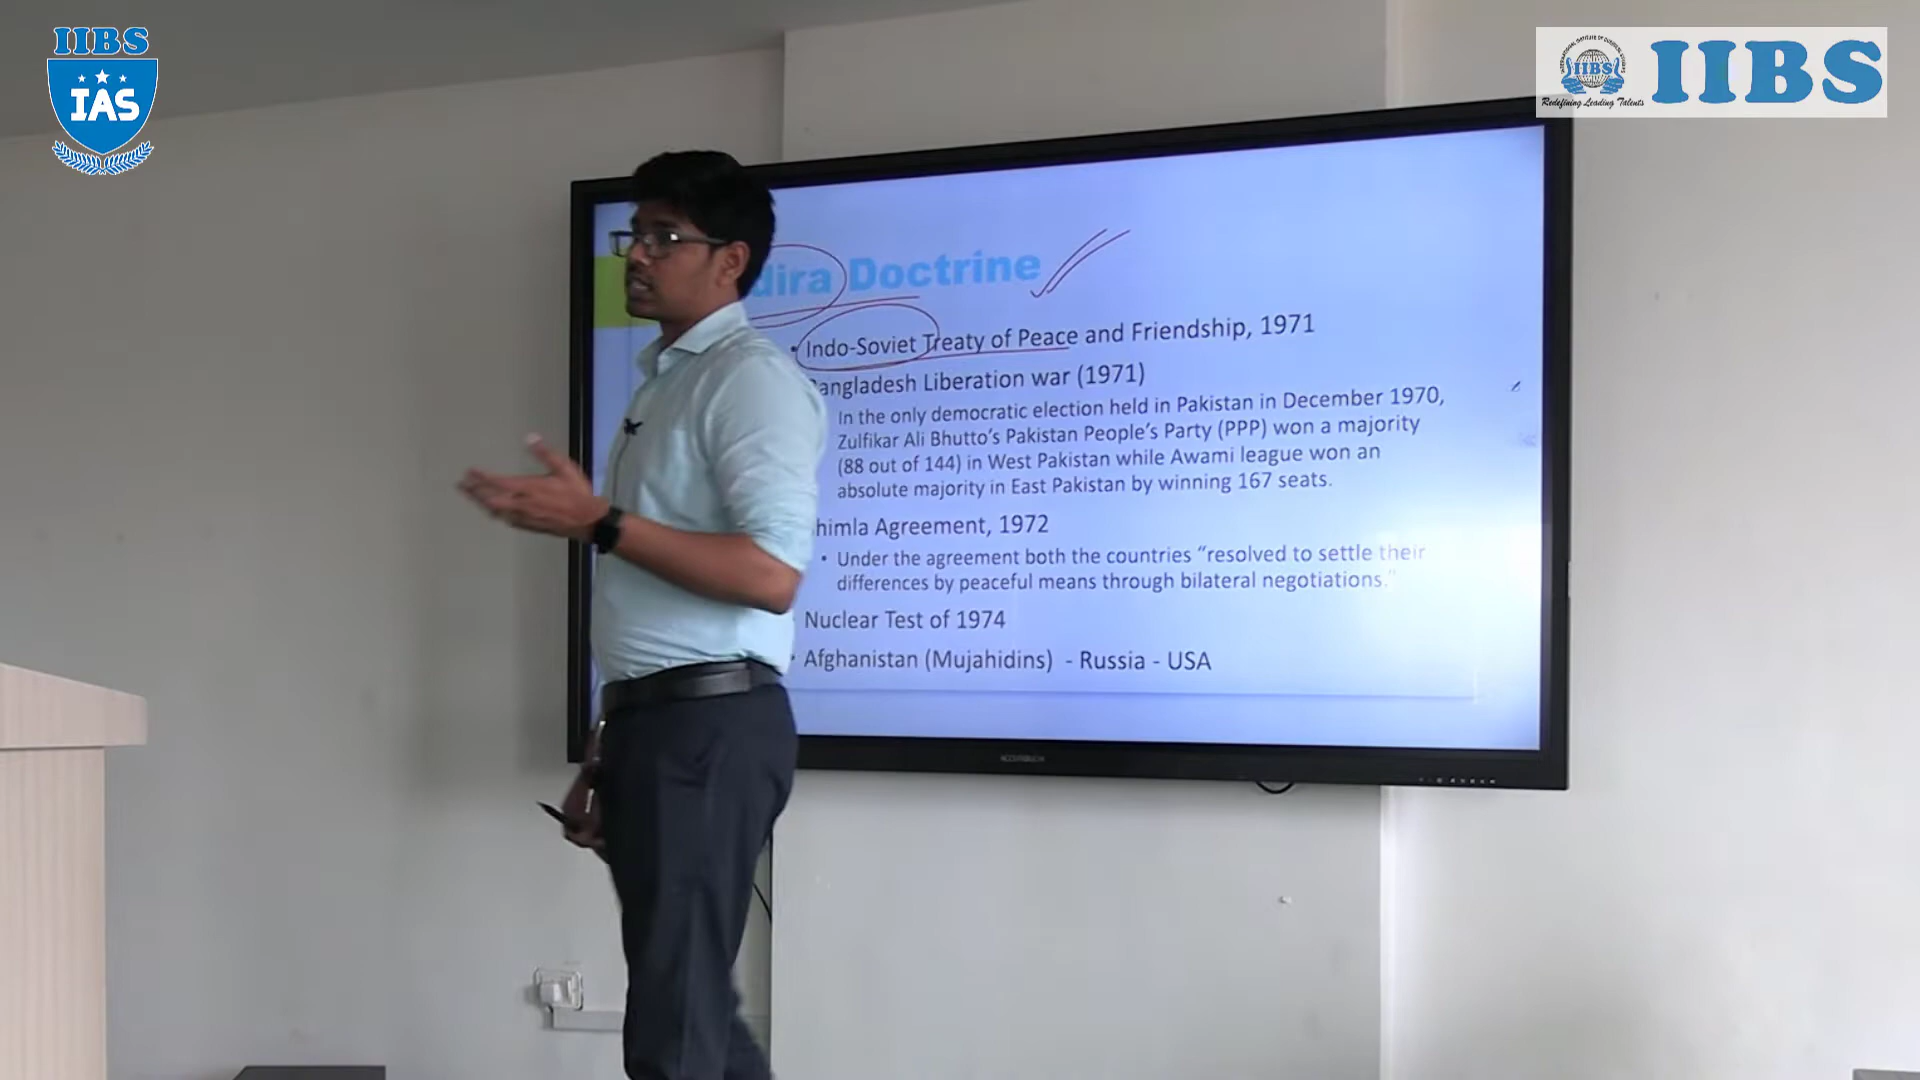 IIBS
IAS
IIBS
Redefining Leading Talents
IIBS
dira Doctrine
• Indo-Soviet Treaty of Peace and Friendship, 1971
angladesh Liberation war (1971)
In the only democratic election held in Pakistan in December 1970,
Zulfikar Ali Bhutto's Pakistan People's Party (PPP) won a majority
(88 out of 144) in West Pakistan while Awami league won an
absolute majority in East Pakistan by winning 167 seats.
himla Agreement, 1972
• Under the agreement both the countries “resolved to settle their
differences by peaceful means through bilateral negotiations.”
• Nuclear Test of 1974
• Afghanistan (Mujahidins) - Russia - USA